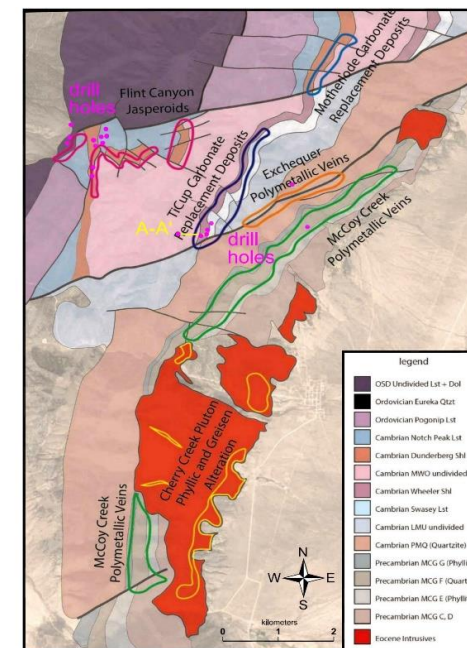 drill
holes
Flint Canyon
Jasperoids
Motherlode Carbonate
Replacement Deposits
TiCup Carbonate
Replacement Deposits
Exchequer
Polymetallic Veins
A-A'
drill
holes
McCoy Creek
Polymetallic Veins
Cherry Creek Pluton
Phyllic and Greisen
Alteration
McCoy Creek
Polymetallic Veins
N
W
E
S
kilometers
0
1
2
legend
OSD Undivided Lst + Dol
Ordovician Eureka Qtzt
Ordovician Pogonip Lst
Cambrian Notch Peak Lst
Cambrian Dunderberg Shl
Cambrian MWO undivided
Cambrian Wheeler Shl
Cambrian Swasey Lst
Cambrian LMU undivided
Cambrian PMQ (Quartzite)
Precambrian MCG G (Phylli
Precambrian MCG F (Quart
Precambrian MCG E (Phylli
Precambrian MCG C, D
Eocene Intrusives